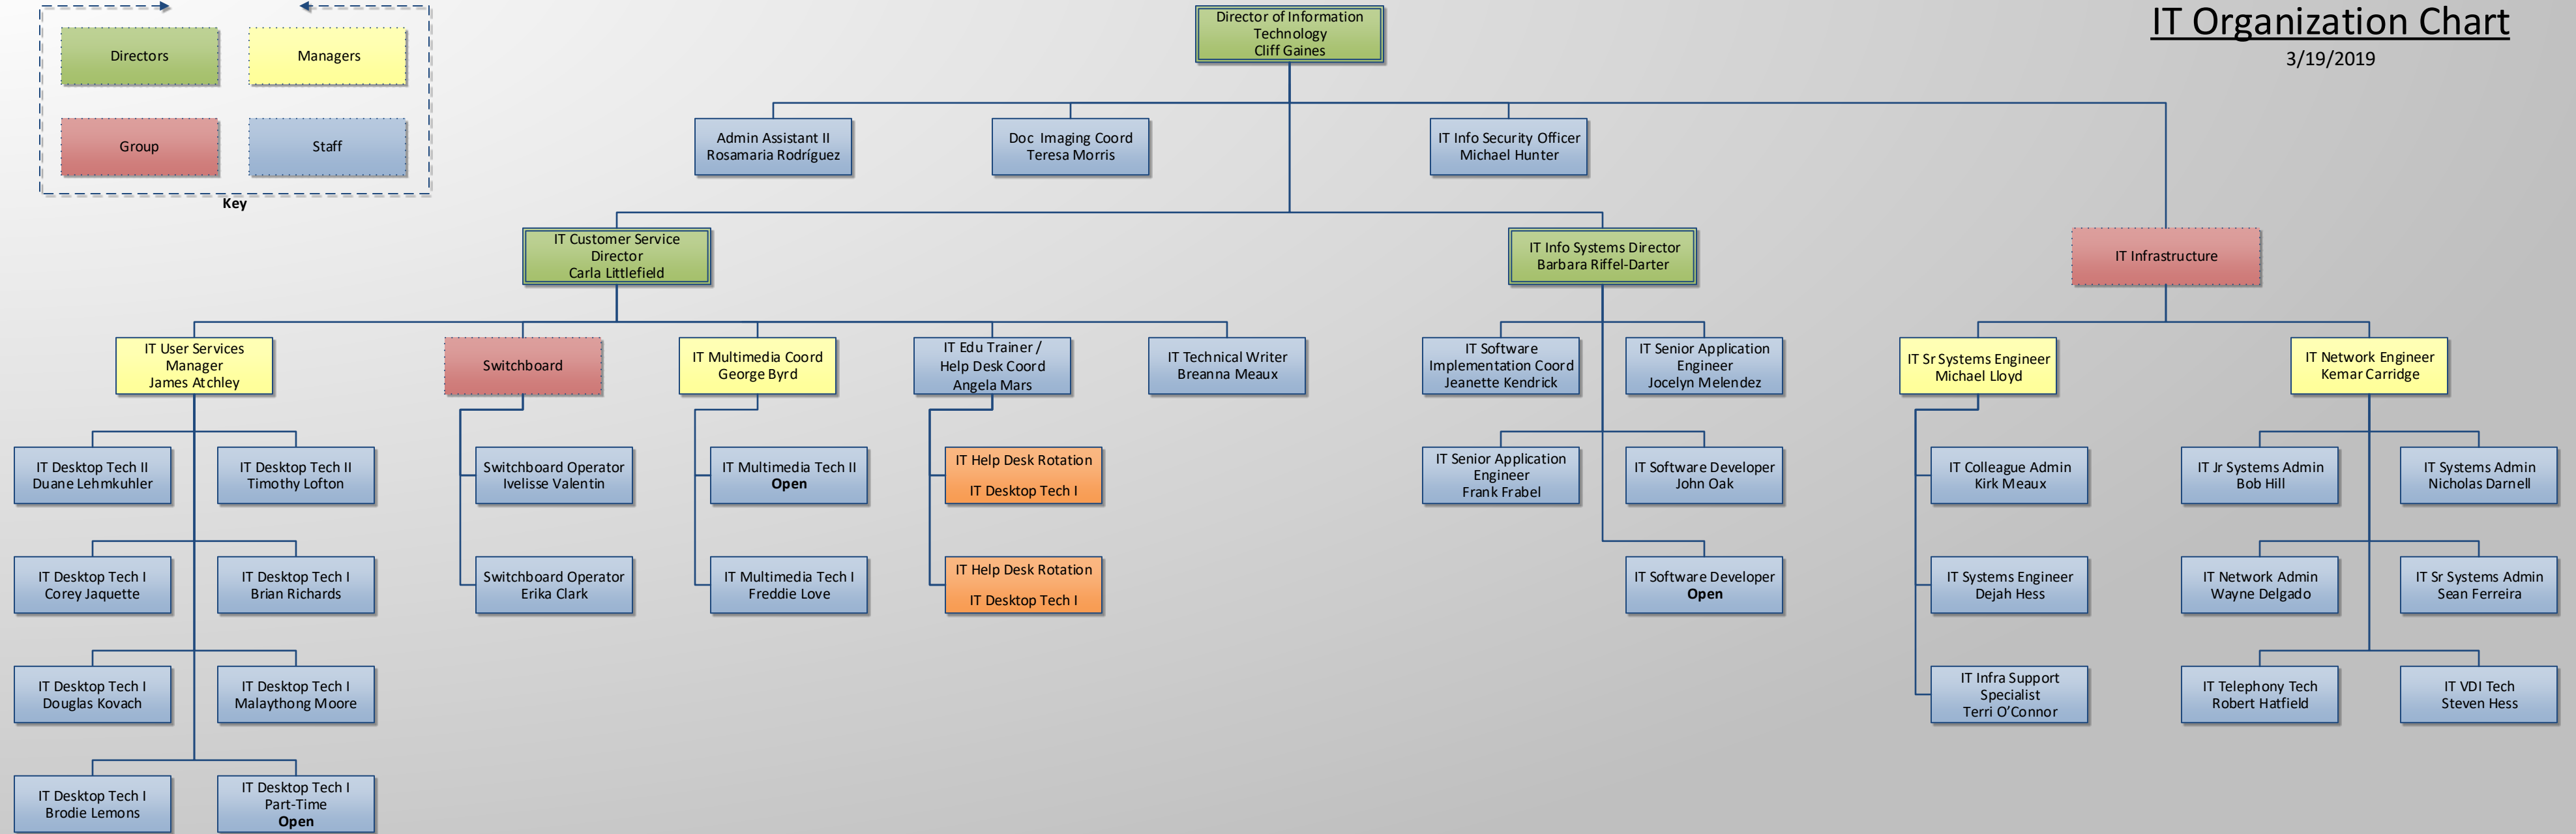 IT Organization Chart
3/19/2019
Directors
Managers
Group
Staff
Key
Director of Information
Technology
Cliff Gaines
Admin Assistant II
Rosamaria Rodríguez
Doc  Imaging Coord
Teresa Morris
IT Info Security Officer
Michael Hunter
IT Customer Service
Director
Carla Littlefield
IT Info Systems Director
Barbara Riffel-Darter
IT Infrastructure
IT User Services
Manager
James Atchley
Switchboard
IT Multimedia Coord
George Byrd
IT Edu Trainer /
Help Desk Coord
Angela Mars
IT Technical Writer
Breanna Meaux
IT Software
Implementation Coord
Jeanette Kendrick
IT Senior Application
Engineer
Jocelyn Melendez
IT Sr Systems Engineer
Michael Lloyd
IT Network Engineer
Kemar Carridge
IT Desktop Tech II
Duane Lehmkuhler
IT Desktop Tech II
Timothy Lofton
Switchboard Operator
Ivelisse Valentin
IT Multimedia Tech II
Open
IT Help Desk Rotation
IT Desktop Tech I
IT Senior Application
Engineer
Frank Frabel
IT Software Developer
John Oak
IT Colleague Admin
Kirk Meaux
IT Jr Systems Admin
Bob Hill
IT Systems Admin
Nicholas Darnell
IT Desktop Tech I
Corey Jaquette
IT Desktop Tech I
Brian Richards
Switchboard Operator
Erika Clark
IT Multimedia Tech I
Freddie Love
IT Help Desk Rotation
IT Desktop Tech I
IT Software Developer
Open
IT Systems Engineer
Dejah Hess
IT Network Admin
Wayne Delgado
IT Sr Systems Admin
Sean Ferreira
IT Desktop Tech I
Douglas Kovach
IT Desktop Tech I
Malaythong Moore
IT Infra Support
Specialist
Terri O’Connor
IT Telephony Tech
Robert Hatfield
IT VDI Tech
Steven Hess
IT Desktop Tech I
Brodie Lemons
IT Desktop Tech I
Part-Time
Open